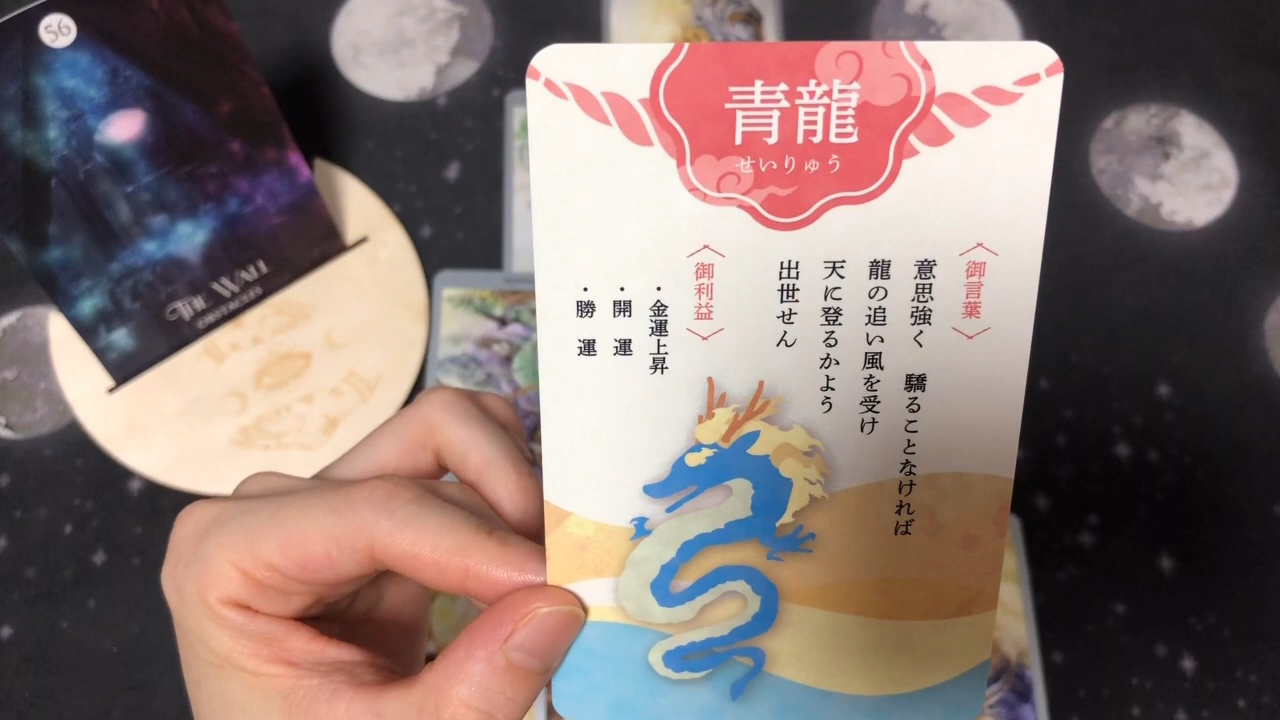 青龍
せいりゅう
〈御言葉〉
意思強く 驕ることなければ
龍の追い風を受け
天に登るかよう
出世せん
〈御利益〉
・金運上昇
・開運
・勝運
56
THE WALL